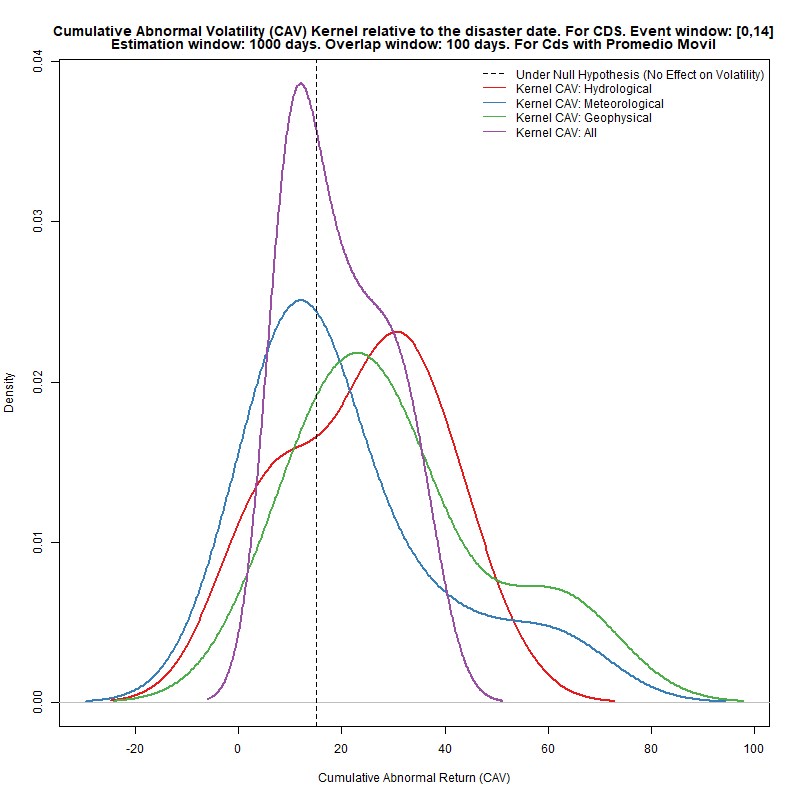 Cumulative Abnormal Volatility (CAV) Kernel relative to the disaster date. For CDS. Event window: [0,14]
Estimation window: 1000 days. Overlap window: 100 days. For Cds with Promedio Movil
Under Null Hypothesis (No Effect on Volatility)
Kernel CAV: Hydrological
Kernel CAV: Meteorological
Kernel CAV: Geophysical
Kernel CAV: All
0.04
0.03
0.02
0.01
0.00
Density
-20 0 20 40 60 80 100
Cumulative Abnormal Return (CAV)